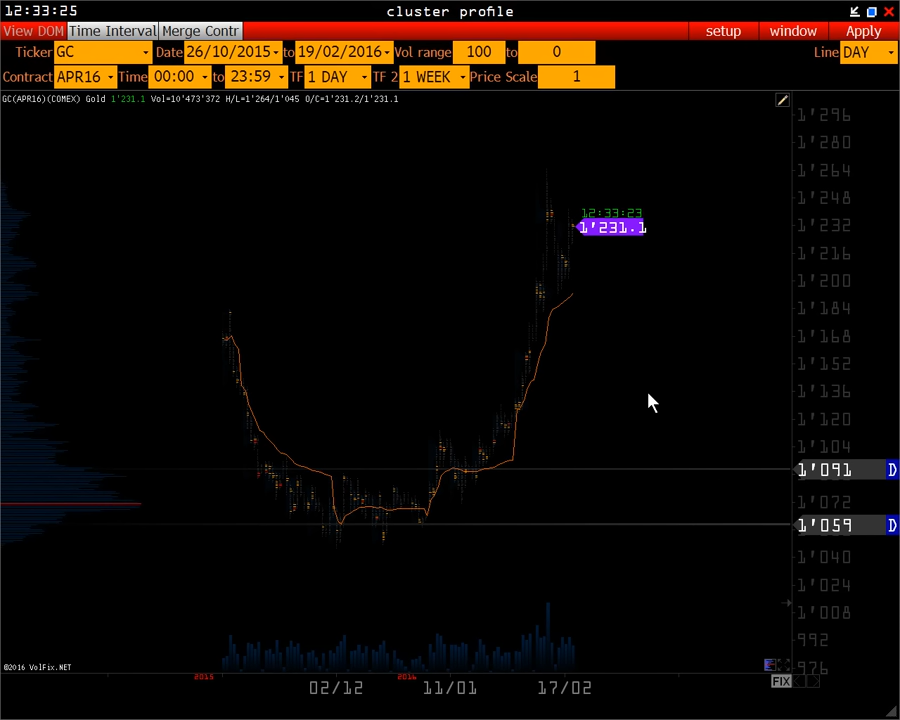 12:33:25 cluster profile
View DOM Time Interval Merge Contr setup window Apply
Ticker GC Date 26/10/2015 to 19/02/2016 Vol range 100 to 0 Line DAY
Contract APR16 Time 00:00 to 23:59 TF 1 DAY TF 2 1 WEEK Price Scale 1
GC(APR16)(COMEX) Gold 1'231.1 Vol=10'473'372 H/L=1'264/1'045 O/C=1'231.2/1'231.1
1'296
1'280
1'264
1'248
12:33:23
1'231.1 1'232
1'216
1'200
1'184
1'168
1'152
1'136
1'120
1'104
1'091 D
1'072
1'059 D
1'040
1'024
1'008
992
©2016 VolFix.NET 976
2015 2016 FIX
02/12 11/01 17/02